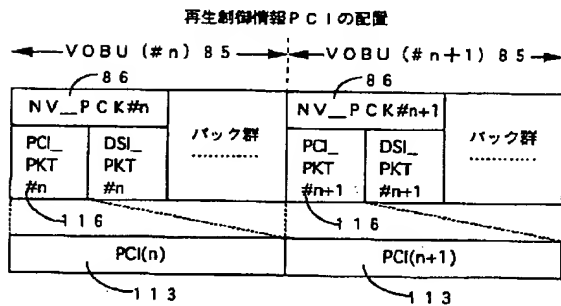 再生制御情報PCIの配置
VOBU(#n)85
VOBU(#n+1)85
86
86
NV_PCK#n
NV_PCK#n+1
PCI_
PKT
#n
DSI_
PKT
#n
パック群
............
PCI_
PKT
#n+1
DSI_
PKT
#n+1
パック群
............
116
116
PCI(n)
PCI(n+1)
113
113